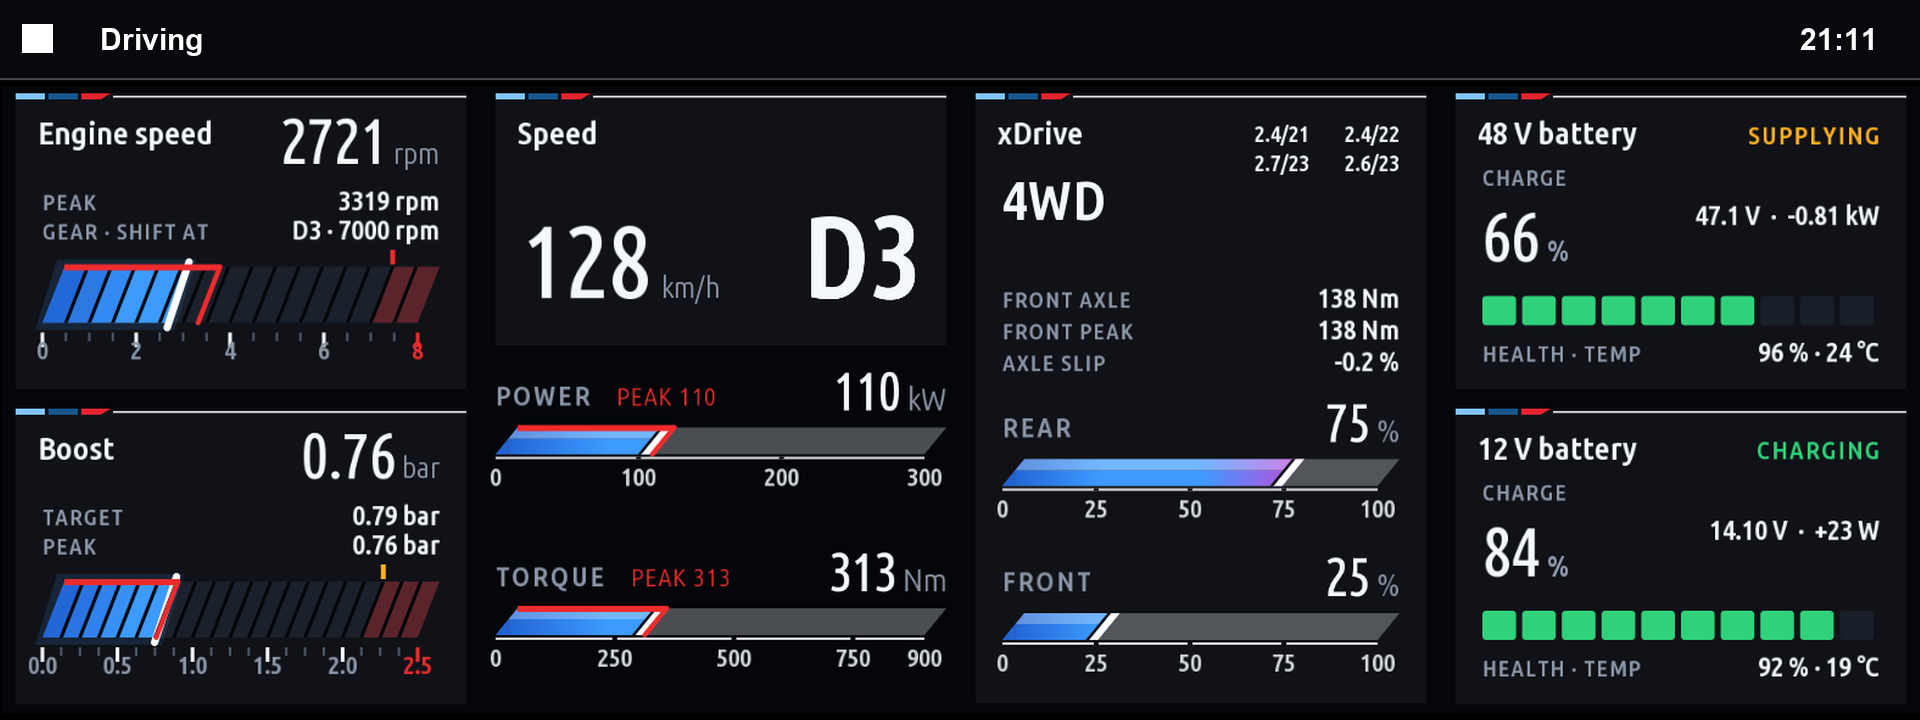 Driving
21:11
Engine speed
2721 rpm
PEAK
3319 rpm
GEAR · SHIFT AT
D3 · 7000 rpm
0 2 4 6 8
Boost
0.76 bar
TARGET
0.79 bar
PEAK
0.76 bar
0.0 0.5 1.0 1.5 2.0 2.5
Speed
128 km/h
D3
POWER PEAK 110 110 kW
0 100 200 300
TORQUE PEAK 313 313 Nm
0 250 500 750 900
xDrive
2.4/21 2.4/22
2.7/23 2.6/23
4WD
FRONT AXLE 138 Nm
FRONT PEAK 138 Nm
AXLE SLIP -0.2 %
REAR 75 %
0 25 50 75 100
FRONT 25 %
0 25 50 75 100
48 V battery SUPPLYING
CHARGE
47.1 V · -0.81 kW
66 %
HEALTH · TEMP 96 % · 24 °C
12 V battery CHARGING
CHARGE
14.10 V · +23 W
84 %
HEALTH · TEMP 92 % · 19 °C